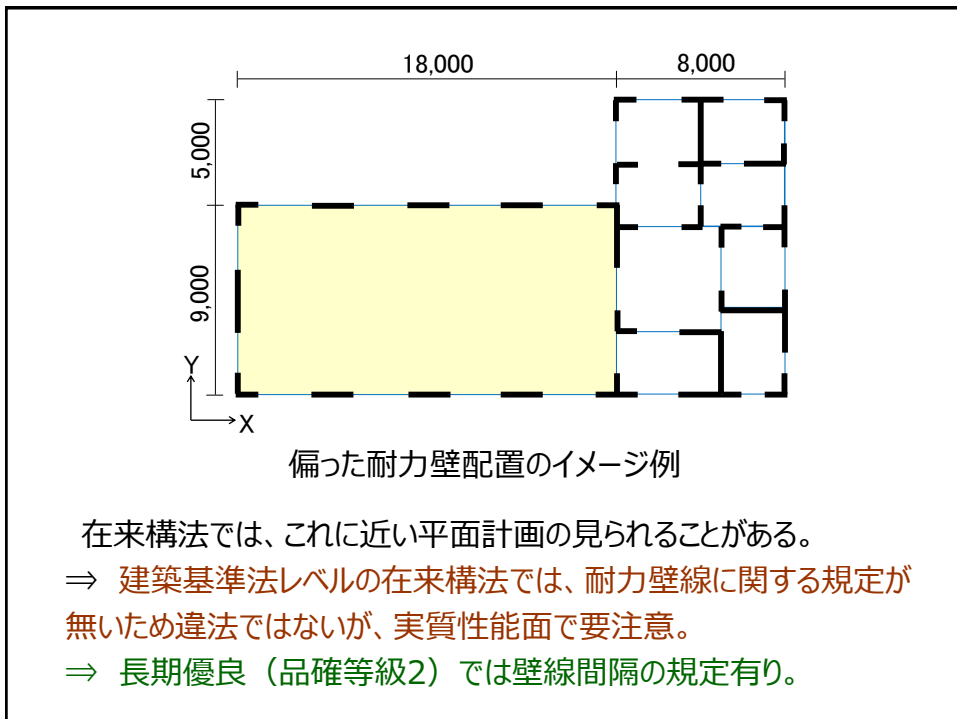 18,000
8,000
5,000
9,000
Y
X
偏った耐力壁配置のイメージ例
在来構法では、これに近い平面計画の見られることがある。
⇒ 建築基準法レベルの在来構法では、耐力壁線に関する規定が
無いため違法ではないが、実質性能面で要注意。
⇒ 長期優良（品確等級2）では壁線間隔の規定有り。